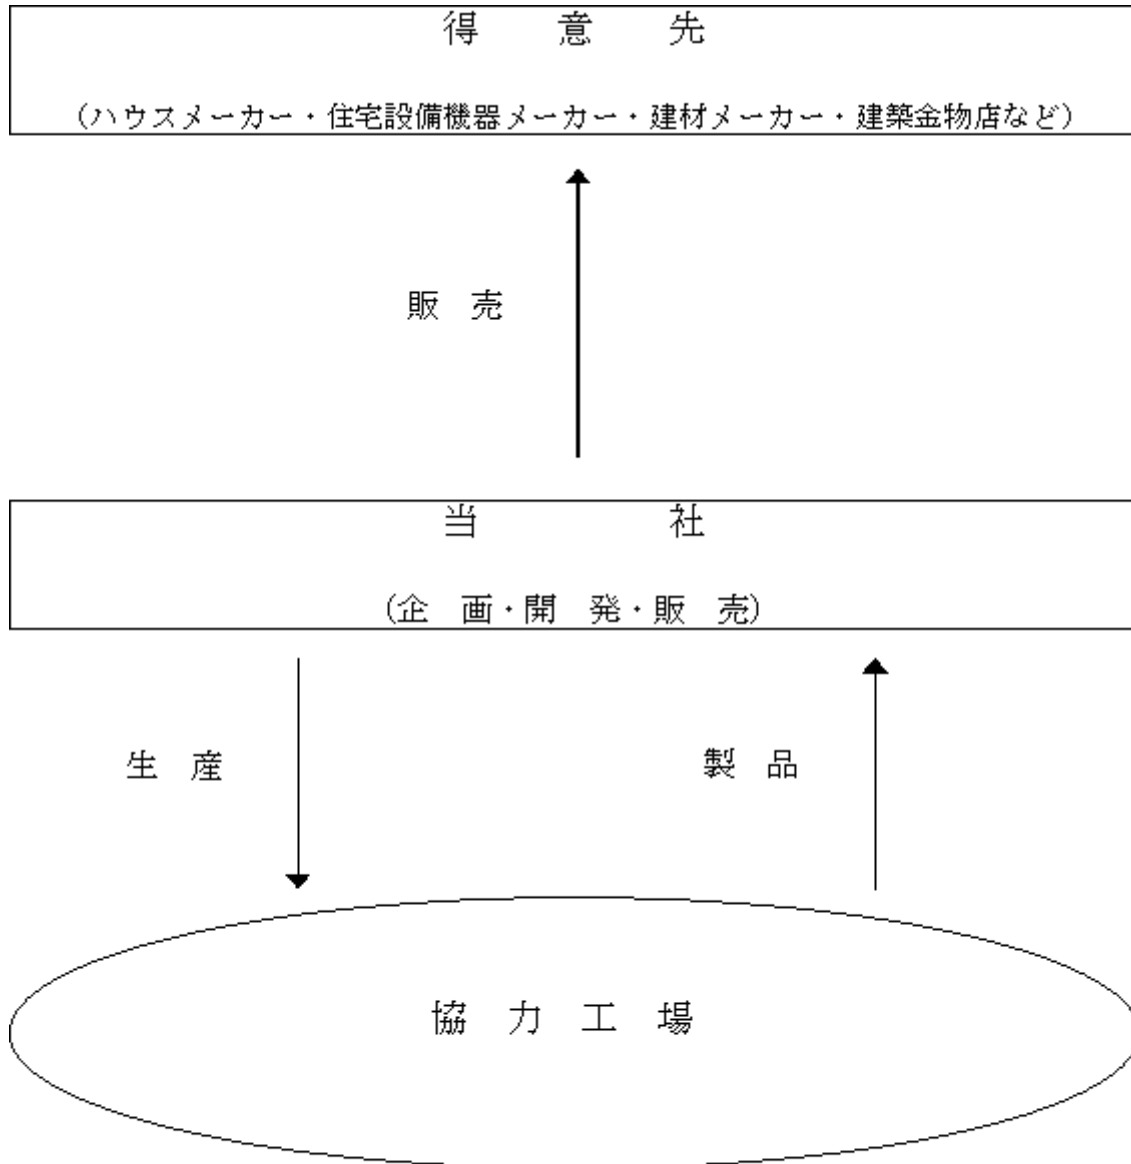 得　意　先
(ハウスメーカー・住宅設備機器メーカー・建材メーカー・建築金物店など)
販　売
当　　社
(企　画・開　発・販　売)
生　産
製　品
協　力　工　場